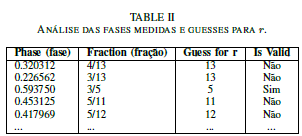 TABLE II
ANÁLISE DAS FASES MEDIDAS E GUESSES PARA r.
Phase (fase) Fraction (fração) Guess for r Is Valid
0.320312 4/13 13 Não
0.226562 3/13 13 Não
0.593750 3/5 5 Sim
0.453125 5/11 11 Não
0.417969 5/12 12 Não
... ... ... ...